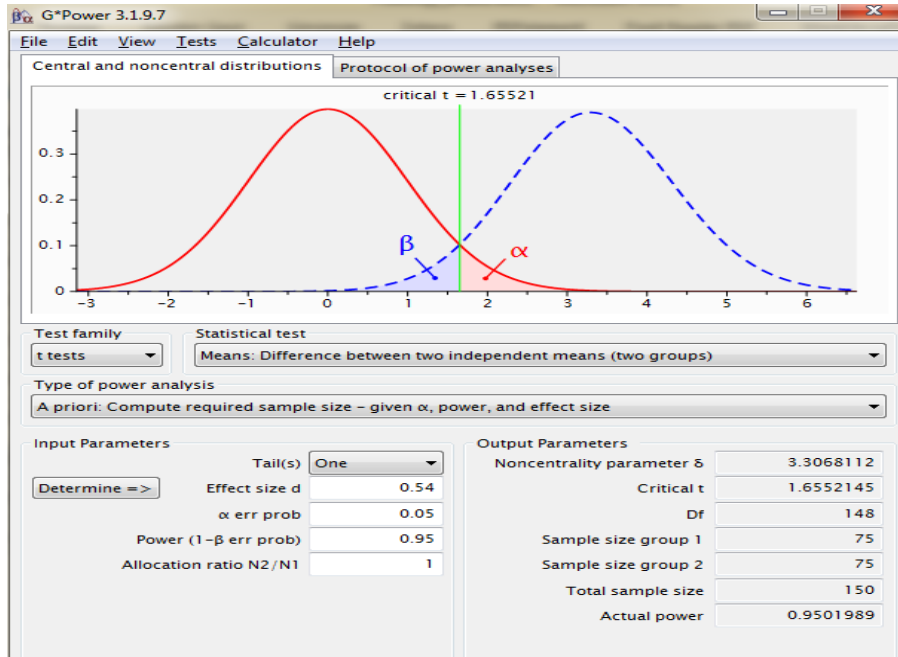 βα G*Power 3.1.9.7
File Edit View Tests Calculator Help
Central and noncentral distributions Protocol of power analyses
critical t = 1.65521
0.3
0.2
0.1
0
β
α
-3 -2 -1 0 1 2 3 4 5 6
Test family Statistical test
t tests Means: Difference between two independent means (two groups)
Type of power analysis
A priori: Compute required sample size - given α, power, and effect size
Input Parameters Output Parameters
Tail(s) One Noncentrality parameter δ 3.3068112
Determine => Effect size d 0.54 Critical t 1.6552145
α err prob 0.05 Df 148
Power (1-β err prob) 0.95 Sample size group 1 75
Allocation ratio N2/N1 1 Sample size group 2 75
Total sample size 150
Actual power 0.9501989